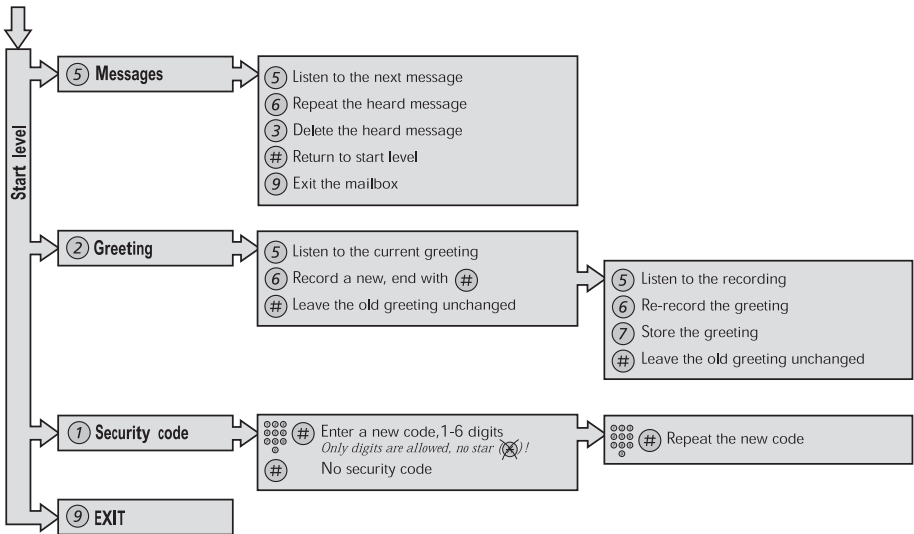 Start level
5 Messages
5 Listen to the next message
6 Repeat the heard message
3 Delete the heard message
# Return to start level
9 Exit the mailbox
2 Greeting
5 Listen to the current greeting
6 Record a new, end with #
# Leave the old greeting unchanged
5 Listen to the recording
6 Re-record the greeting
7 Store the greeting
# Leave the old greeting unchanged
1 Security code
# Enter a new code,1-6 digits
Only digits are allowed, no star (*)!
# No security code
# Repeat the new code
9 EXIT